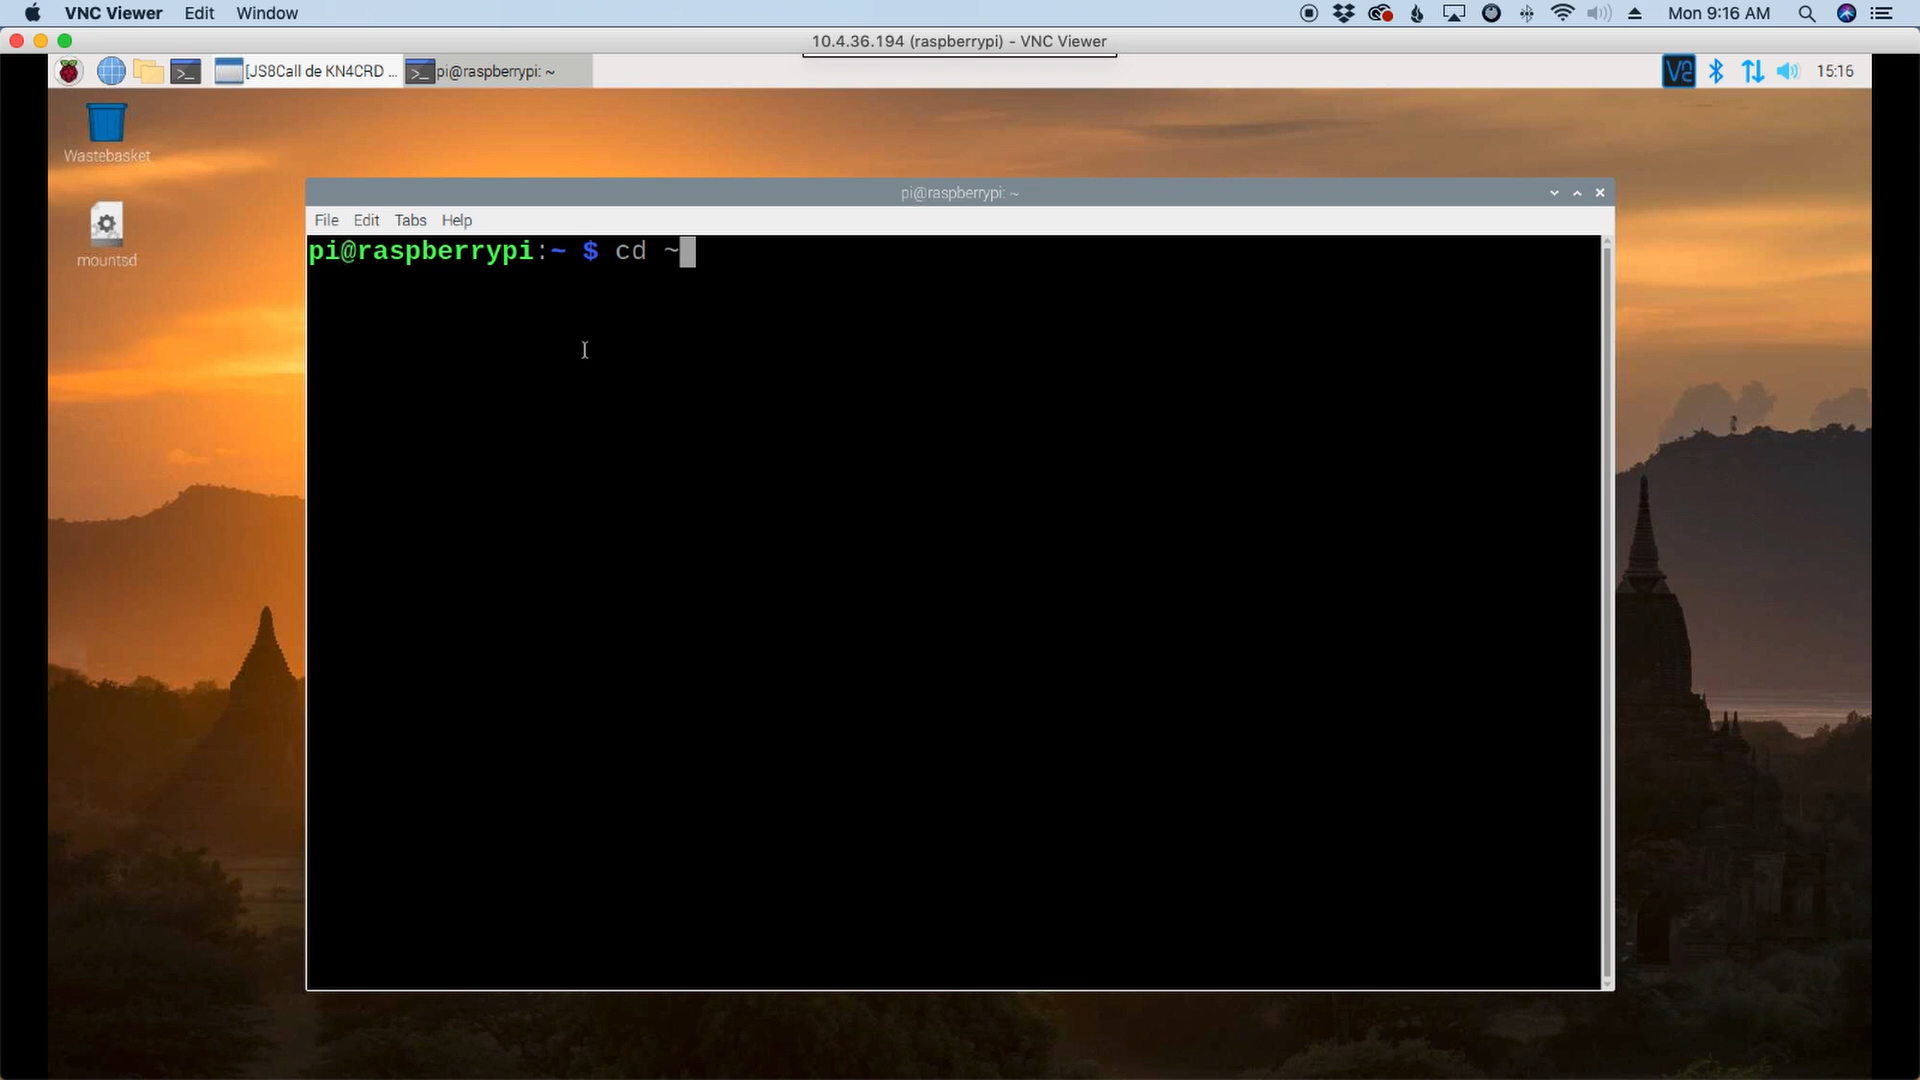 VNC Viewer Edit Window Mon 9:16 AM
10.4.36.194 (raspberrypi) - VNC Viewer
[JS8Call de KN4CRD ... pi@raspberrypi: ~ 15:16
Wastebasket
mountsd
pi@raspberrypi: ~
File Edit Tabs Help
pi@raspberrypi:~ $ cd ~